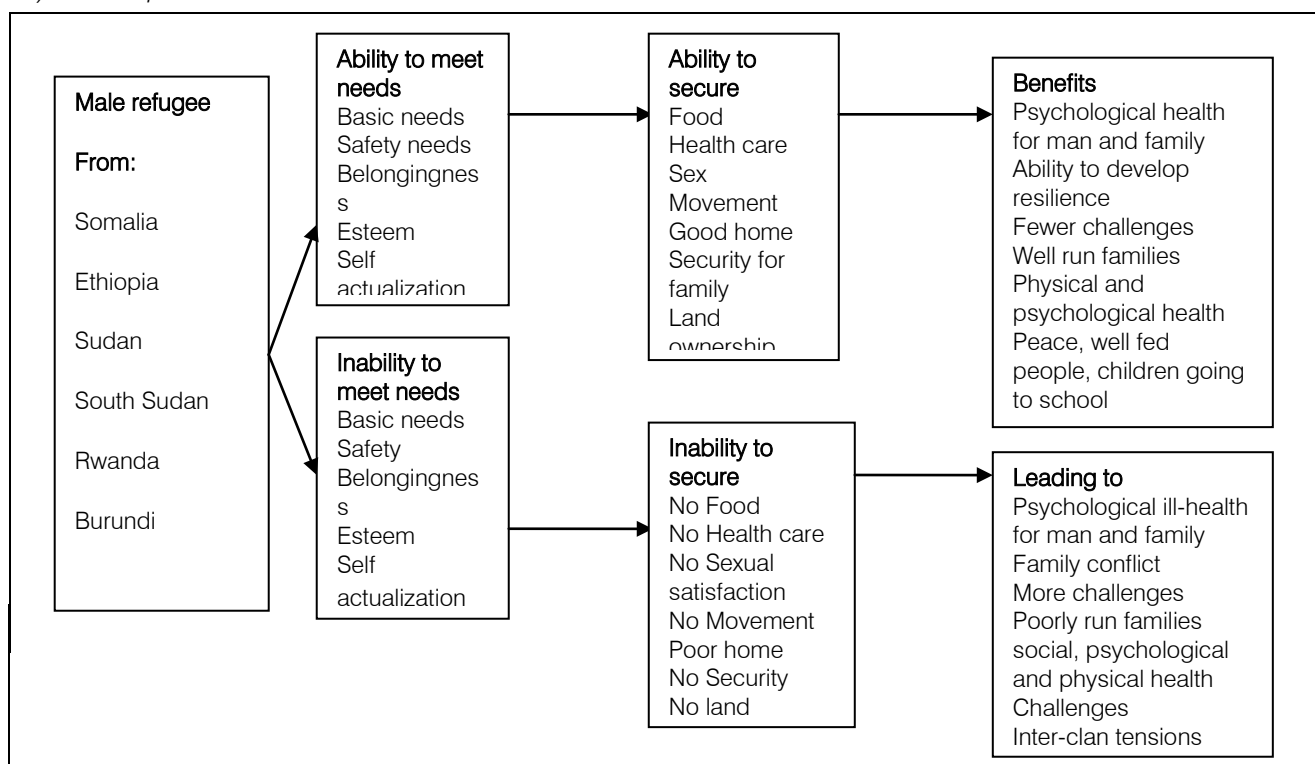 Male refugee
From:
Somalia
Ethiopia
Sudan
South Sudan
Rwanda
Burundi
Ability to meet
needs
Basic needs
Safety needs
Belongingnes
s
Esteem
Self
actualization
Inability to
meet needs
Basic needs
Safety
Belongingnes
s
Esteem
Self
actualization
Ability to
secure
Food
Health care
Sex
Movement
Good home
Security for
family
Land
ownership
Inability to
secure
No Food
No Health care
No Sexual
satisfaction
No Movement
Poor home
No Security
No land
Benefits
Psychological health
for man and family
Ability to develop
resilience
Fewer challenges
Well run families
Physical and
psychological health
Peace, well fed
people, children going
to school
Leading to
Psychological ill-health
for man and family
Family conflict
More challenges
Poorly run families
social, psychological
and physical health
Challenges
Inter-clan tensions